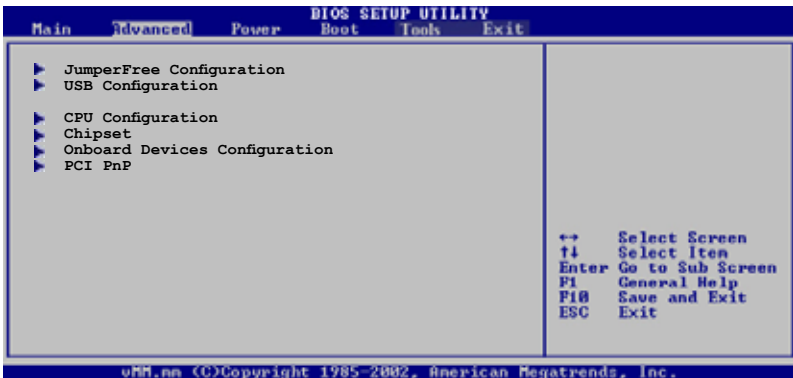 BIOS SETUP UTILITY
Main Advanced Power Boot Tools Exit
JumperFree Configuration
USB Configuration
CPU Configuration
Chipset
Onboard Devices Configuration
PCI PnP
←→ Select Screen
↑↓ Select Item
Enter Go to Sub Screen
F1 General Help
F10 Save and Exit
ESC Exit
vMM.mm (C)Copyright 1985-2002, American Megatrends, Inc.